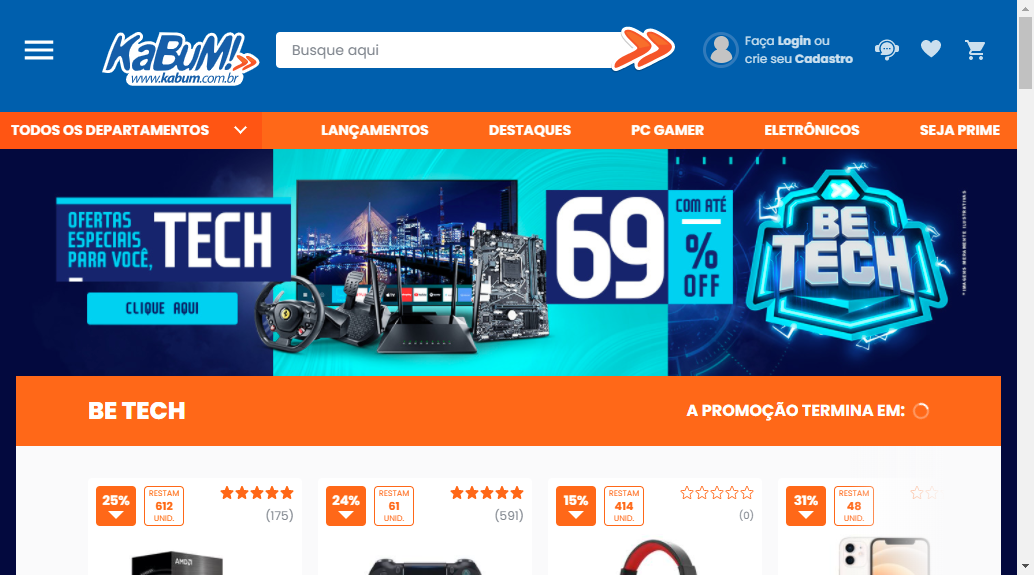 KaBuM!
www.kabum.com.br
Busque aqui
Faça Login ou
crie seu Cadastro
TODOS OS DEPARTAMENTOS
LANÇAMENTOS
DESTAQUES
PC GAMER
ELETRÔNICOS
SEJA PRIME
OFERTAS
ESPECIAIS
PARA VOCÊ,
TECH
CLIQUE AQUI
69
COM ATÉ
%
OFF
BE
TECH
*IMAGENS MERAMENTE ILUSTRATIVAS
BE TECH
A PROMOÇÃO TERMINA EM:
25%
RESTAM
612
UNID.
(175)
24%
RESTAM
61
UNID.
(591)
15%
RESTAM
414
UNID.
(0)
31%
RESTAM
48
UNID.
AMD